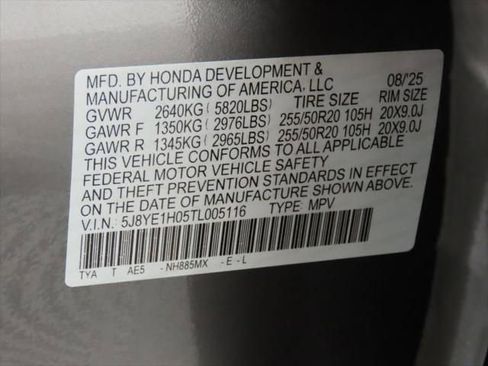 MFD. BY HONDA DEVELOPMENT &
MANUFACTURING OF AMERICA, LLC 08/25
GVWR 2640KG ( 5820LBS) TIRE SIZE RIM SIZE
GAWR F 1350KG ( 2976LBS) 255/50R20 105H 20X9.0J
GAWR R 1345KG ( 2965LBS) 255/50R20 105H 20X9.0J
THIS VEHICLE CONFORMS TO ALL APPLICABLE
FEDERAL MOTOR VEHICLE SAFETY
AND THEFT PREVENTION STANDARDS IN EFFECT
ON THE DATE OF MANUFACTURE SHOWN ABOVE.
V.I.N.: 5J8YE1H05TL005116 TYPE: MPV
TYA T AE5 -NH885MX -E-L